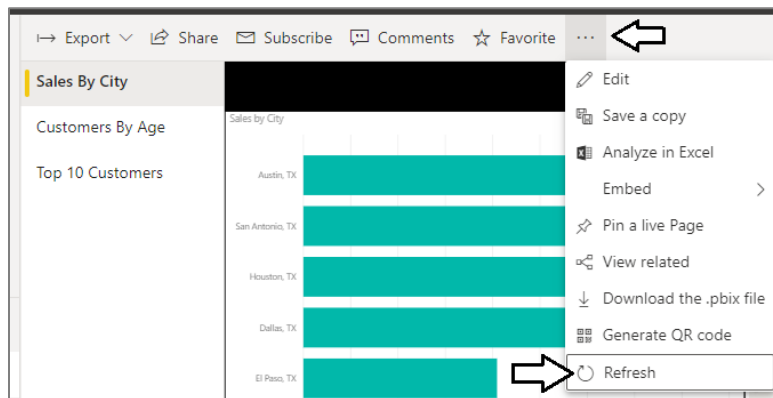 Export Share Subscribe Comments Favorite ...
Sales By City
Customers By Age
Top 10 Customers
Sales by City
Austin, TX
San Antonio, TX
Houston, TX
Dallas, TX
El Paso, TX
Edit
Save a copy
Analyze in Excel
Embed
Pin a live Page
View related
Download the .pbix file
Generate QR code
Refresh